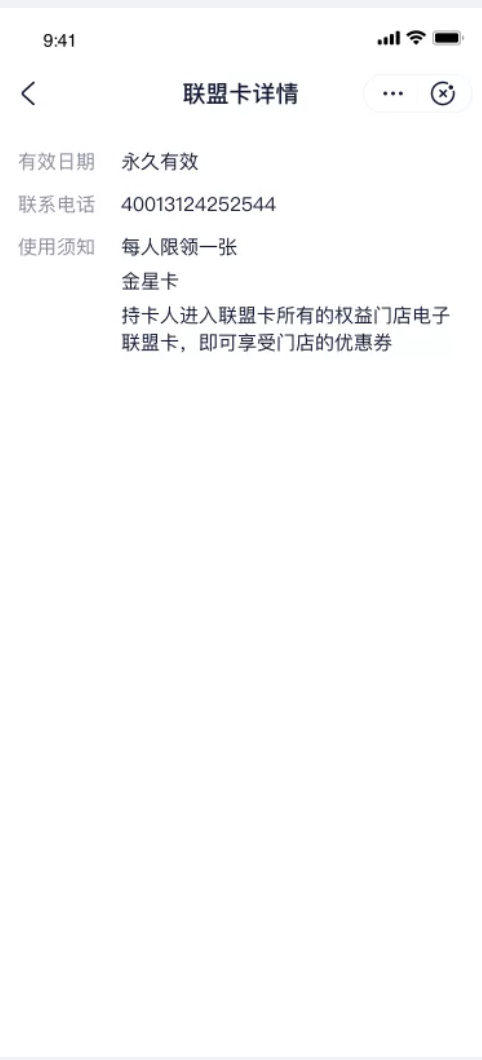 9:41
联盟卡详情
有效日期 永久有效
联系电话 40013124252544
使用须知 每人限领一张
金星卡
持卡人进入联盟卡所有的权益门店电子
联盟卡，即可享受门店的优惠券